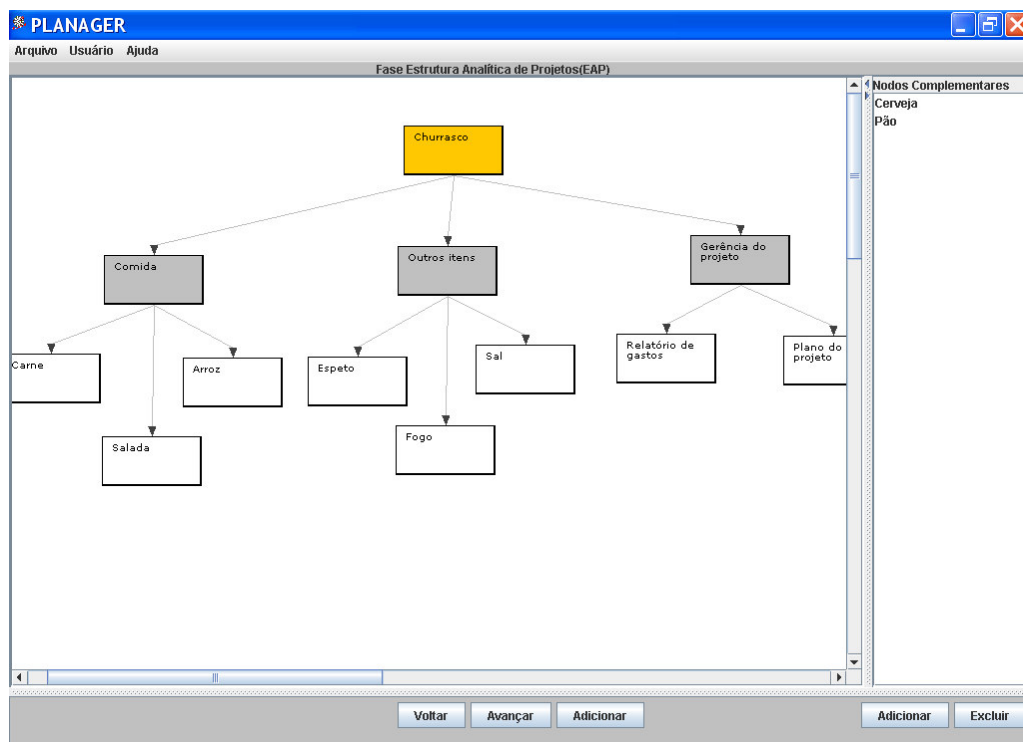 PLANAGER
Arquivo Usuário Ajuda
Fase Estrutura Analítica de Projetos(EAP)
Nodos Complementares
Cerveja
Pão
Churrasco
Comida
Outros itens
Gerência do
projeto
Carne
Arroz
Espeto
Sal
Relatório de
gastos
Plano do
projeto
Salada
Fogo
Voltar
Avançar
Adicionar
Adicionar
Excluir